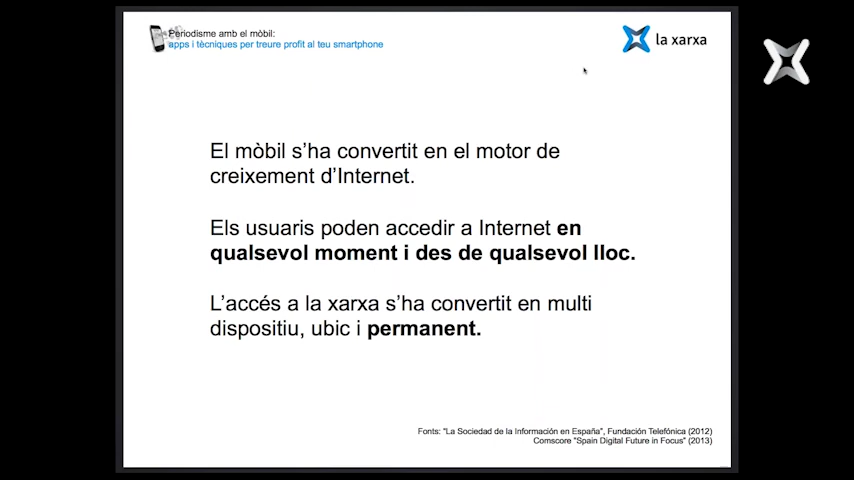 Periodisme amb el mòbil:
apps i tècniques per treure profit al teu smartphone
la xarxa
El mòbil s’ha convertit en el motor de
creixement d’Internet.
Els usuaris poden accedir a Internet en
qualsevol moment i des de qualsevol lloc.
L’accés a la xarxa s’ha convertit en multi
dispositiu, ubic i permanent.
Fonts: "La Sociedad de la Información en España", Fundación Telefónica (2012)
Comscore "Spain Digital Future in Focus" (2013)